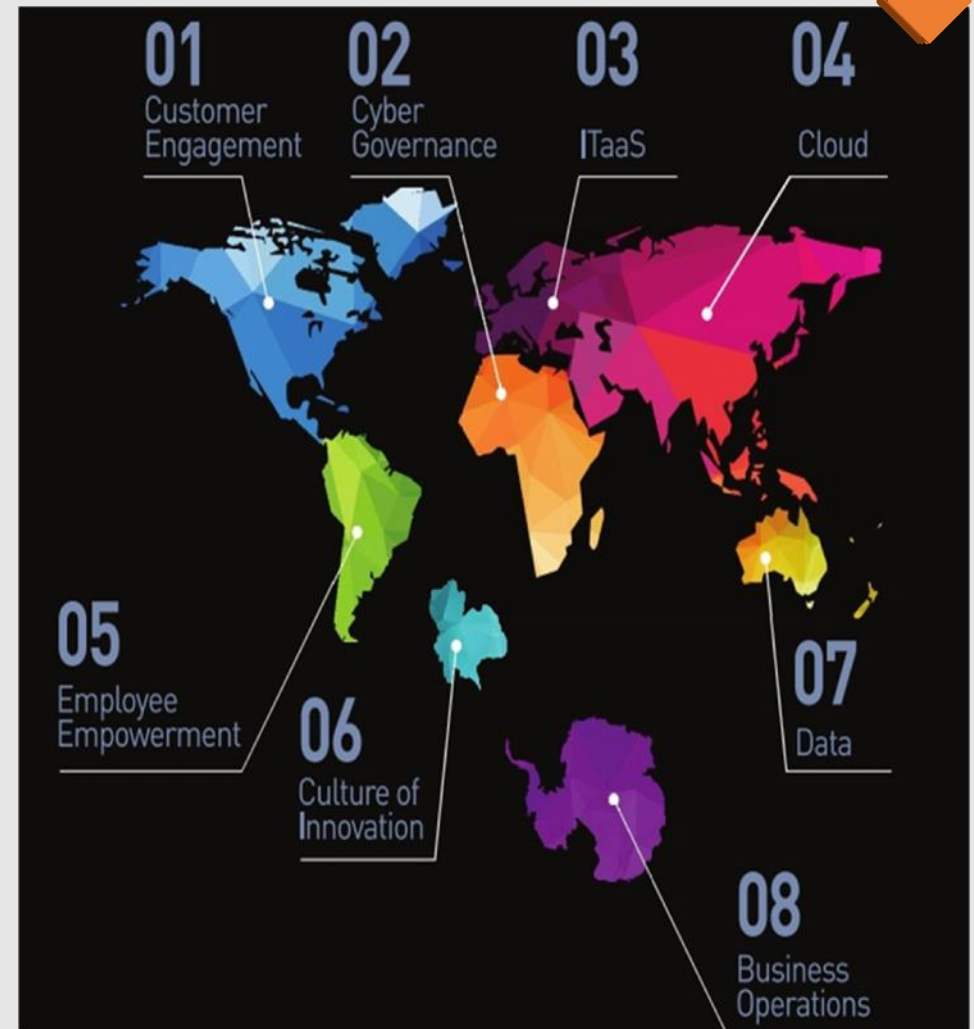 01
Customer
Engagement
02
Cyber
Governance
03
ITaaS
04
Cloud
05
Employee
Empowerment
06
Culture of
Innovation
07
Data
08
Business
Operations